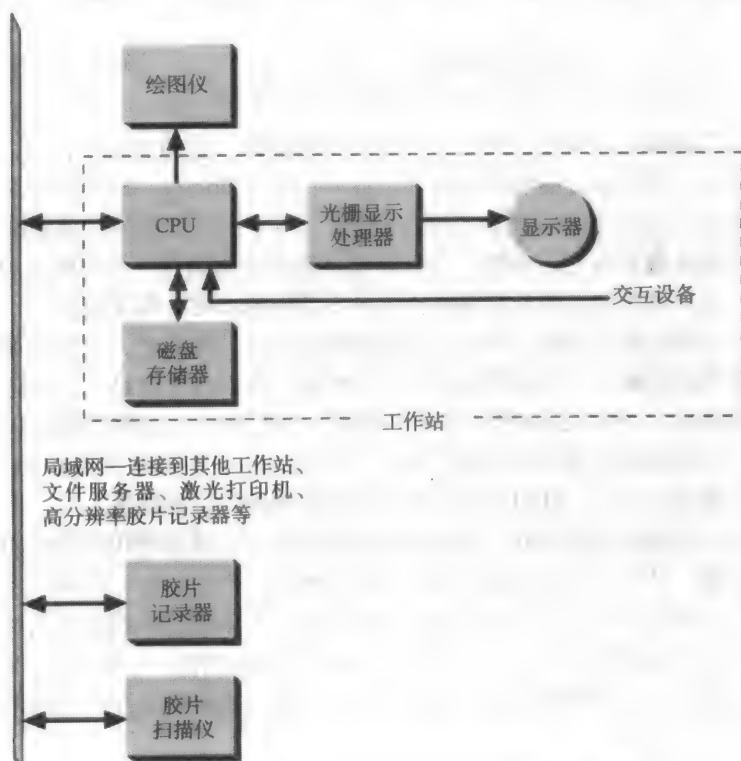 绘图仪
CPU
光栅显示
处理器
显示器
交互设备
磁盘
存储器
工作站
局域网—连接到其他工作站、
文件服务器、激光打印机、
高分辨率胶片记录器等
胶片
记录器
胶片
扫描仪